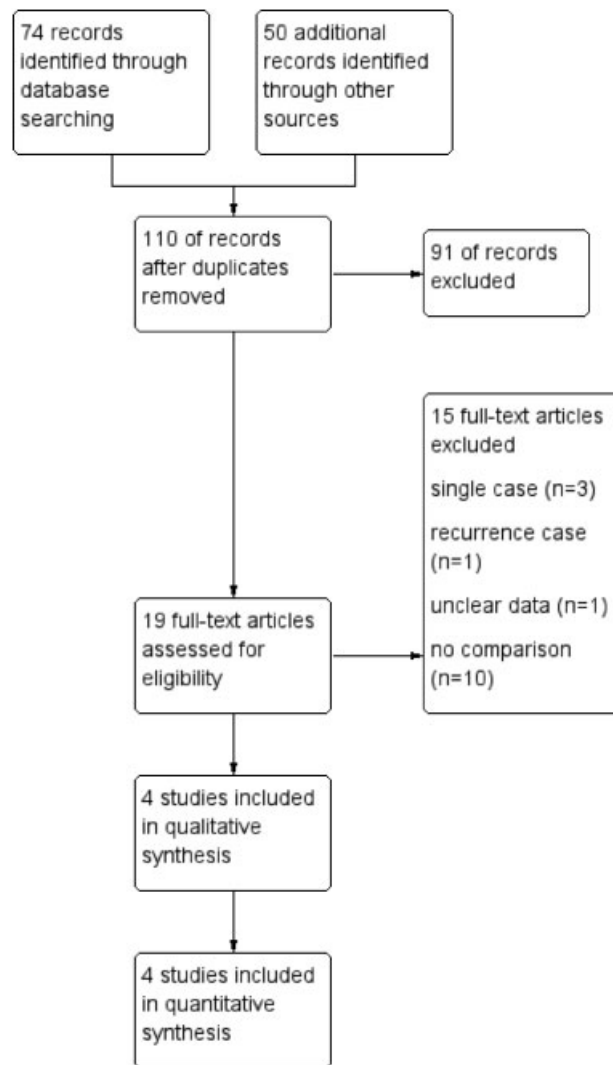 74 records
identified through
database
searching
50 additional
records identified
through other
sources
110 of records
after duplicates
removed
91 of records
excluded
15 full-text articles
excluded
single case (n=3)
recurrence case
(n=1)
unclear data (n=1)
no comparison
(n=10)
19 full-text articles
assessed for
eligibility
4 studies included
in qualitative
synthesis
4 studies included
in quantitative
synthesis